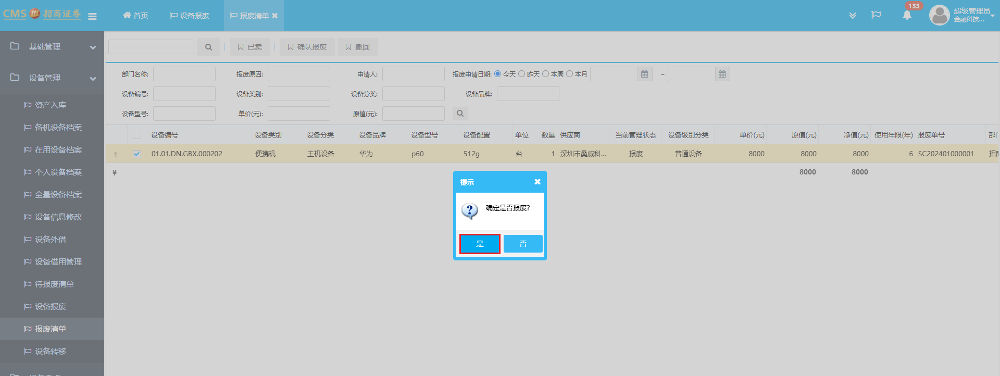 CMS 招商证券
首页
设备报废
报废清单
133
超级管理员
金融科技...
基础管理
设备管理
资产入库
备机设备档案
在用设备档案
个人设备档案
全量设备档案
设备信息修改
设备外借
设备借用管理
待报废清单
设备报废
报废清单
设备转移
已卖 确认报废 撤回
部门名称: 报废原因: 申请人: 报废申请日期: 今天 昨天 本周 本月 ~
设备编号: 设备类别: 设备分类: 设备品牌:
设备型号: 单价(元): 原值(元):
设备编号 设备类别 设备分类 设备品牌 设备型号 设备配置 单位 数量 供应商 当前管理状态 设备级别分类 单价(元) 原值(元) 净值(元) 使用年限(年) 报废单号 部门
1 01.01.DN.GBX.000202 便携机 主机设备 华为 p60 512g 台 1 深圳市桑威科... 报废 普通设备 8000 8000 8000 6 SC202401000001 招商
¥ 8000 8000
提示
确定是否报废?
是 否